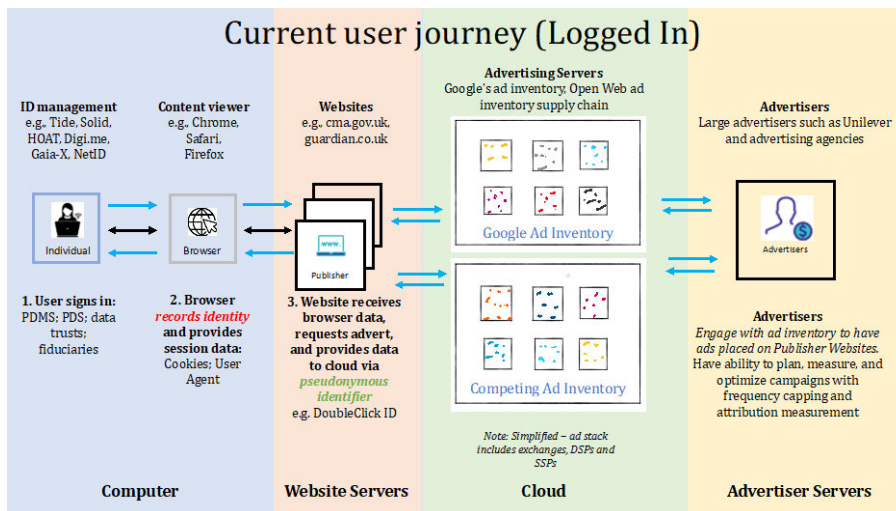 Current user journey (Logged In)
ID management
e.g., Tide, Solid,
HOAT, Digi.me,
Gaia-X, NetID
Content viewer
e.g., Chrome,
Safari,
Firefox
Websites
e.g., cma.gov.uk,
guardian.co.uk
Advertising Servers
Google's ad inventory, Open Web ad
inventory supply chain
Advertisers
Large advertisers such as Unilever
and advertising agencies
Individual
Browser
www.
Publisher
Google Ad Inventory
Competing Ad Inventory
$
Advertisers
1. User signs in:
PDMS; PDS; data
trusts;
fiduciaries
2. Browser
records identity
and provides
session data:
Cookies; User
Agent
3. Website receives
browser data,
requests advert,
and provides data
to cloud via
pseudonymous
identifier
e.g. DoubleClick ID
Note: Simplified – ad stack
includes exchanges, DSPs and
SSPs
Advertisers
Engage with ad inventory to have
ads placed on Publisher Websites.
Have ability to plan, measure, and
optimize campaigns with
frequency capping and
attribution measurement
Computer
Website Servers
Cloud
Advertiser Servers